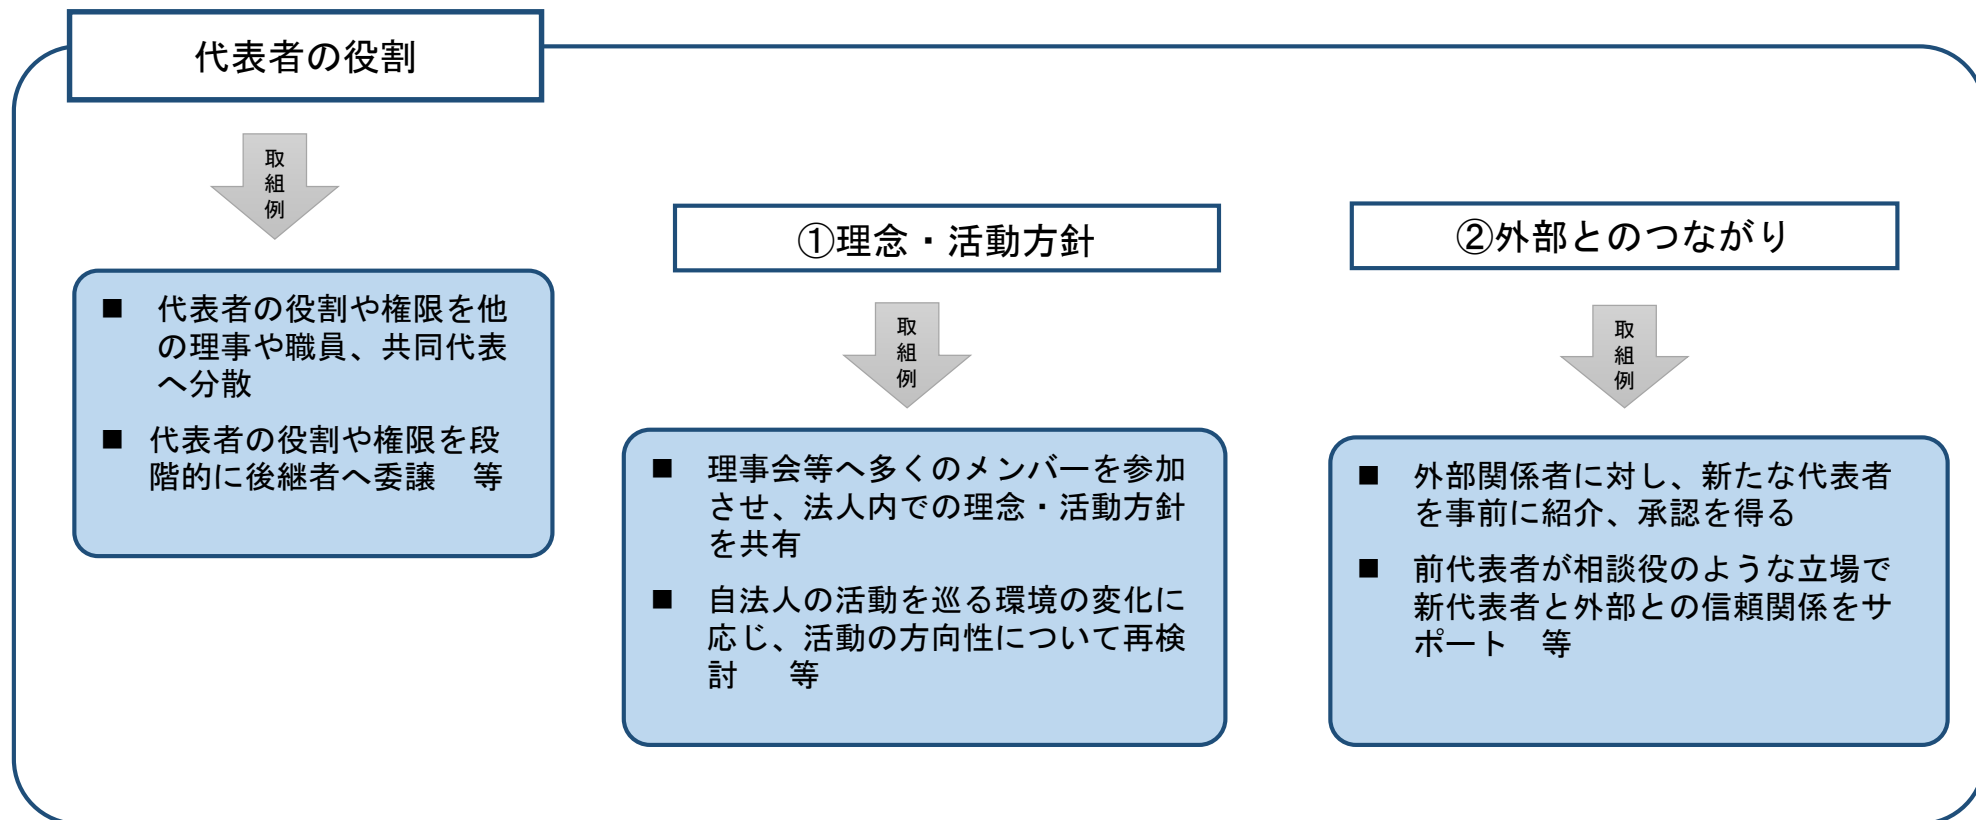 代表者の役割
取組例
■ 代表者の役割や権限を他
の理事や職員、共同代表
へ分散
■ 代表者の役割や権限を段
階的に後継者へ委譲 等
①理念・活動方針
取組例
■ 理事会等へ多くのメンバーを参加
させ、法人内での理念・活動方針
を共有
■ 自法人の活動を巡る環境の変化に
応じ、活動の方向性について再検
討 等
②外部とのつながり
取組例
■ 外部関係者に対し、新たな代表者
を事前に紹介、承認を得る
■ 前代表者が相談役のような立場で
新代表者と外部との信頼関係をサ
ポート 等